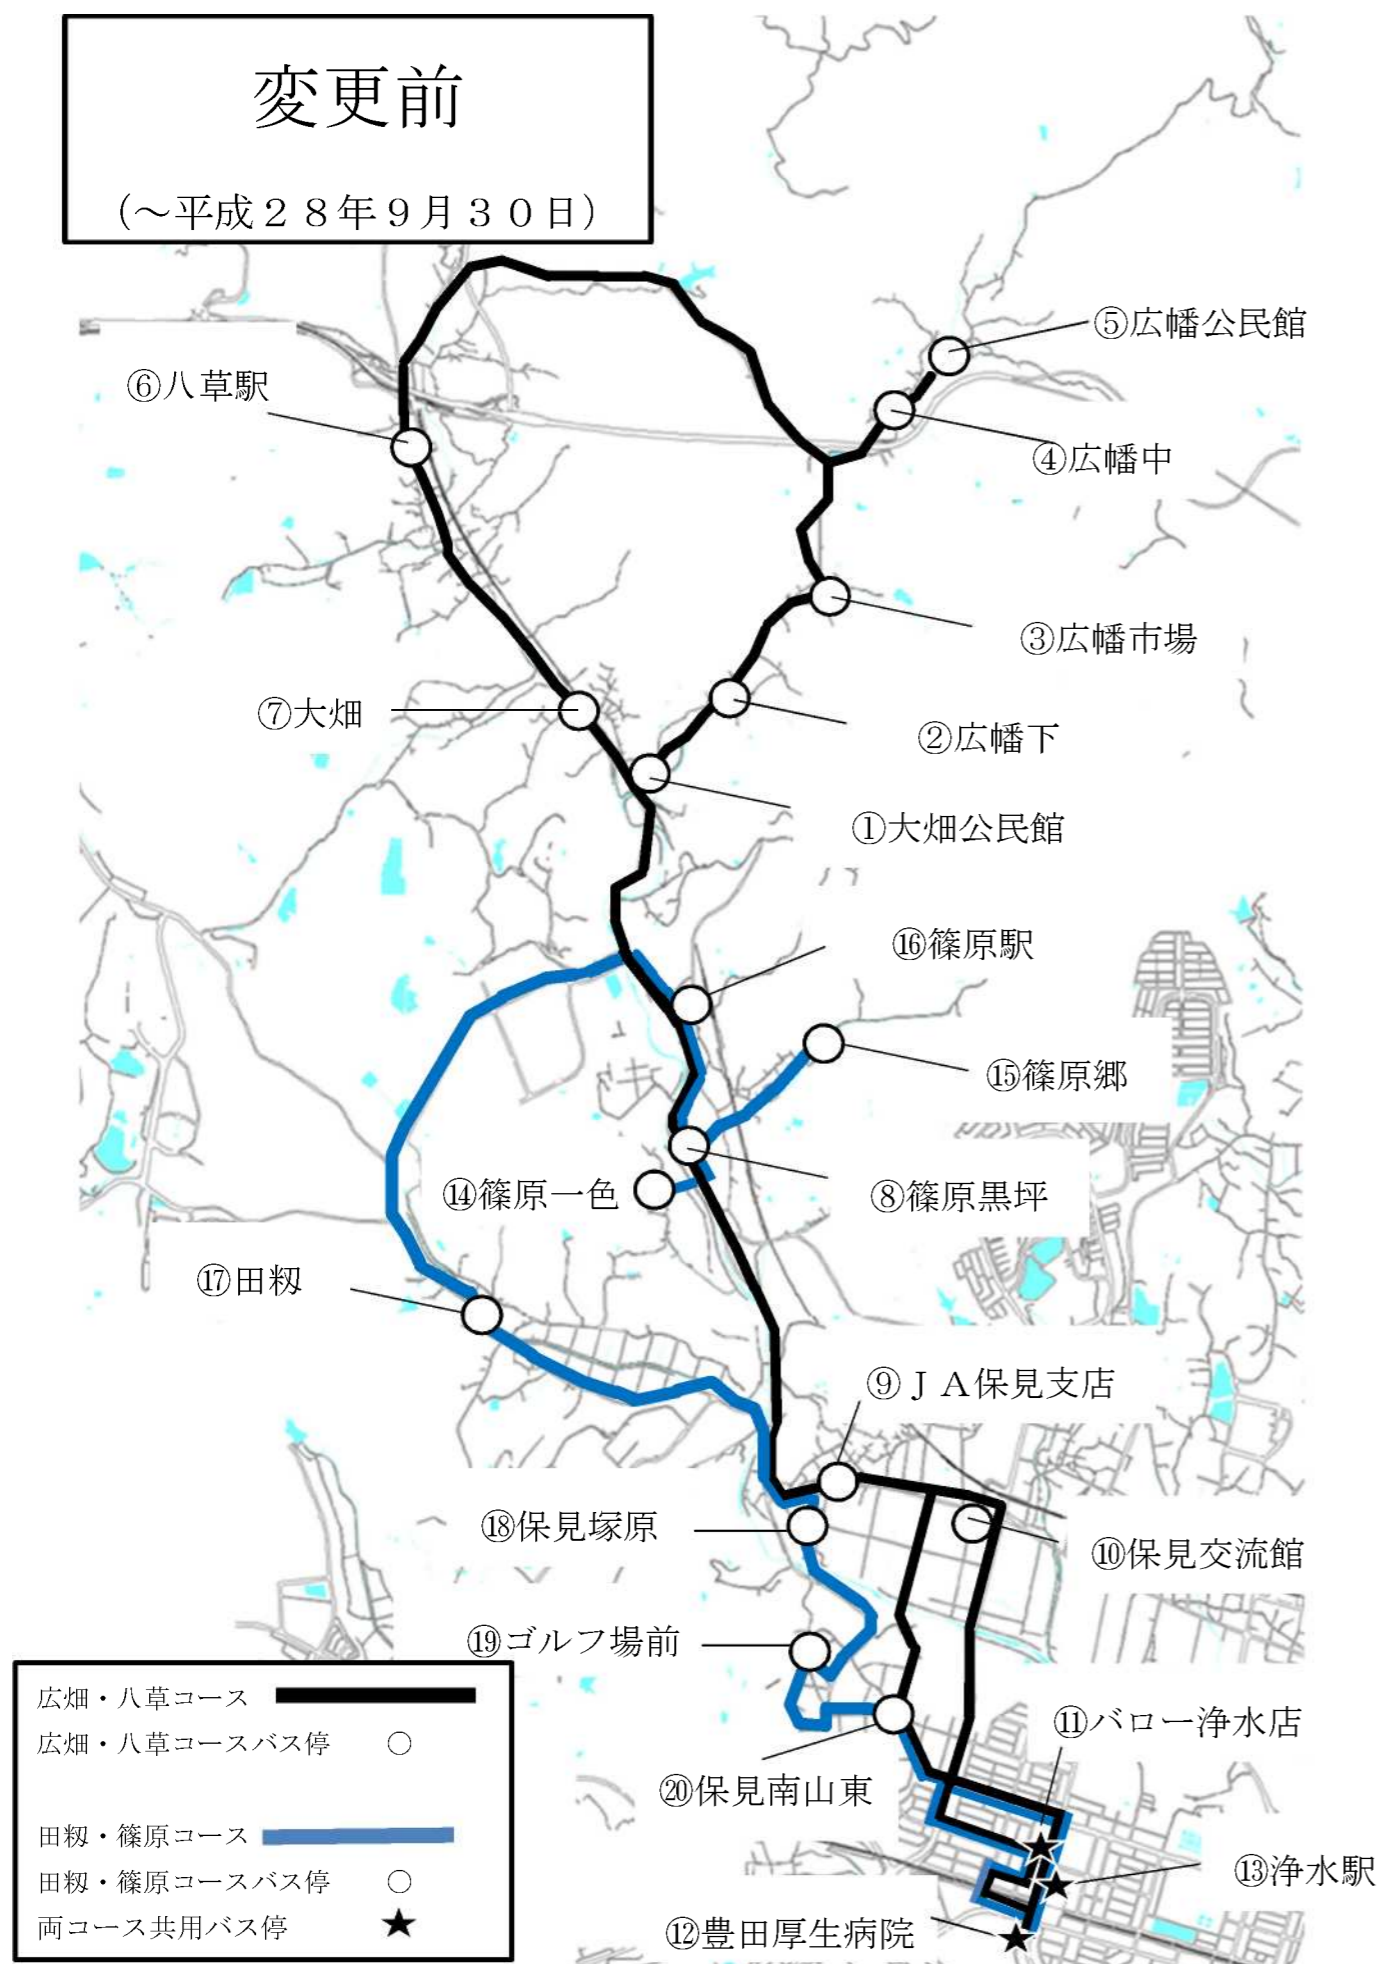 変更前
（～平成２８年９月３０日）
⑤広幡公民館
⑥八草駅
④広幡中
③広幡市場
⑦大畑
②広幡下
①大畑公民館
⑯篠原駅
⑮篠原郷
⑭篠原一色
⑧篠原黒坪
⑰田籾
⑨ＪＡ保見支店
⑱保見塚原
⑩保見交流館
⑲ゴルフ場前
⑪バロー浄水店
⑳保見南山東
⑬浄水駅
⑫豊田厚生病院
広畑・八草コース
広畑・八草コースバス停 ○
田籾・篠原コース
田籾・篠原コースバス停 ○
両コース共用バス停 ★